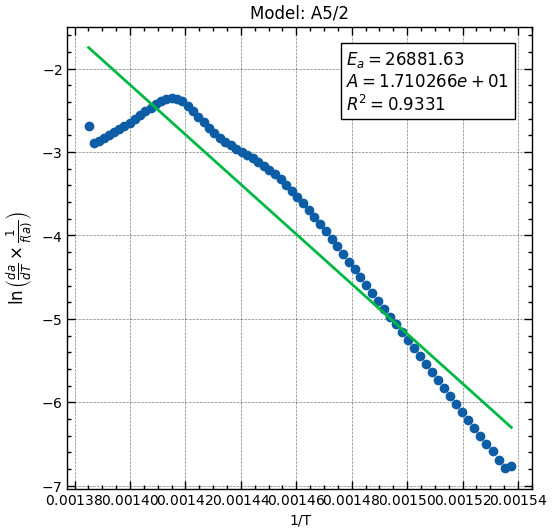 Model: A5/2
E_a = 26881.63
A = 1.710266e + 01
R^2 = 0.9331
−2
−3
−4
−5
−6
−7
ln (da/dT × 1/f(a))
0.00138 0.00140 0.00142 0.00144 0.00146 0.00148 0.00150 0.00152 0.00154
1/T